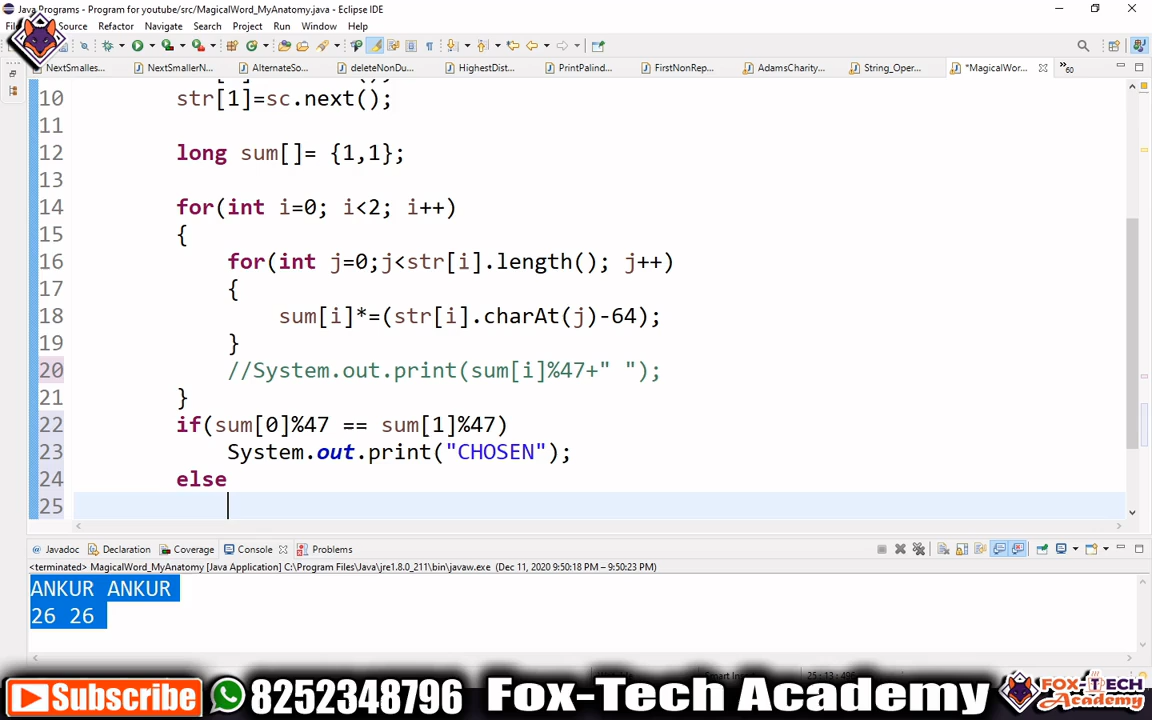 Java Programs - Program for youtube/src/MagicalWord_MyAnatomy.java - Eclipse IDE
Source Refactor Navigate Search Project Run Window Help
NextSmalles... NextSmallerN... AlternateSo... deleteNonDu... HighestDist... PrintPalind... FirstNonRep... AdamsCharity... String_Oper... *MagicalWor... 60
10 str[1]=sc.next();
11
12 long sum[]= {1,1};
13
14 for(int i=0; i<2; i++)
15 {
16 for(int j=0;j<str[i].length(); j++)
17 {
18 sum[i]*=(str[i].charAt(j)-64);
19 }
20 //System.out.print(sum[i]%47+" ");
21 }
22 if(sum[0]%47 == sum[1]%47)
23 System.out.print("CHOSEN");
24 else
25
Javadoc Declaration Coverage Console Problems
<terminated> MagicalWord_MyAnatomy [Java Application] C:\Program Files\Java\jre1.8.0_211\bin\javaw.exe (Dec 11, 2020 9:50:18 PM – 9:50:23 PM)
ANKUR ANKUR
26 26
Subscribe 8252348796 Fox-Tech Academy FOX-TECH Academy